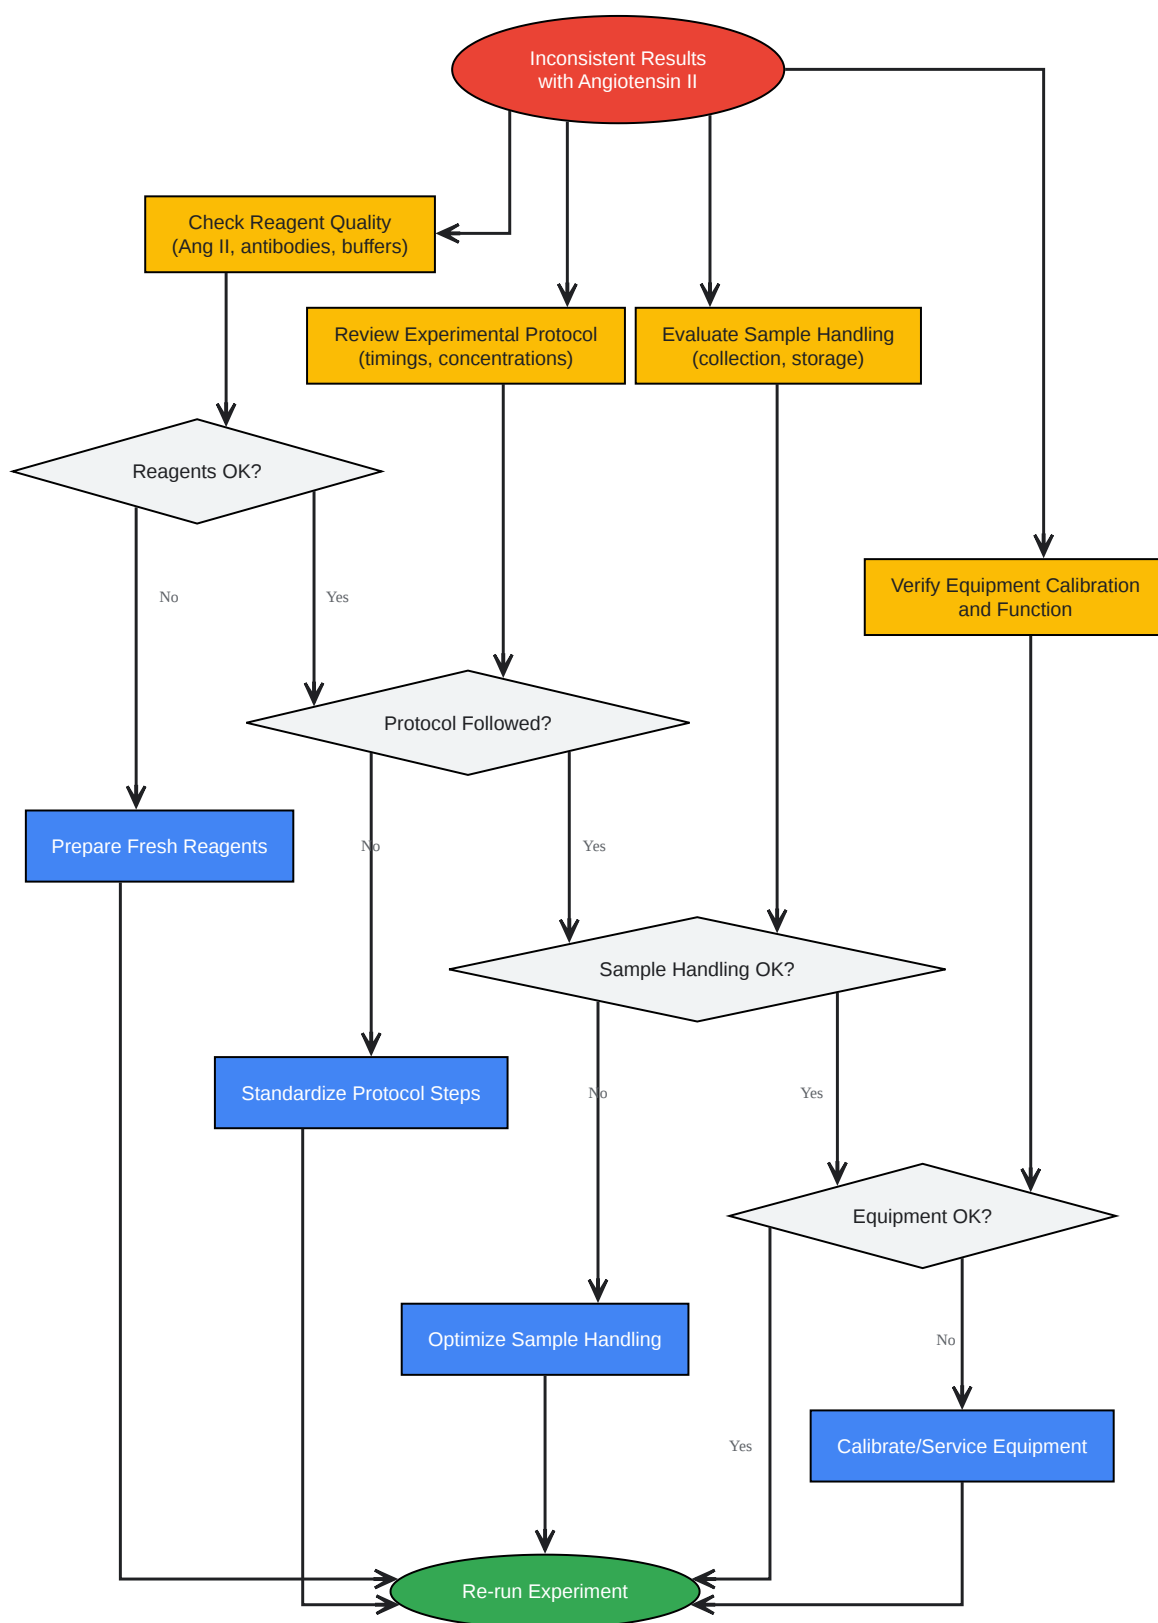 Inconsistent Results
with Angiotensin II
Check Reagent Quality
(Ang II, antibodies, buffers)
Review Experimental Protocol
(timings, concentrations)
Evaluate Sample Handling
(collection, storage)
Reagents OK?
No
Yes
Verify Equipment Calibration
and Function
Protocol Followed?
Prepare Fresh Reagents
No
Yes
Sample Handling OK?
Standardize Protocol Steps
No
Yes
Equipment OK?
Optimize Sample Handling
No
Yes
Calibrate/Service Equipment
Re-run Experiment